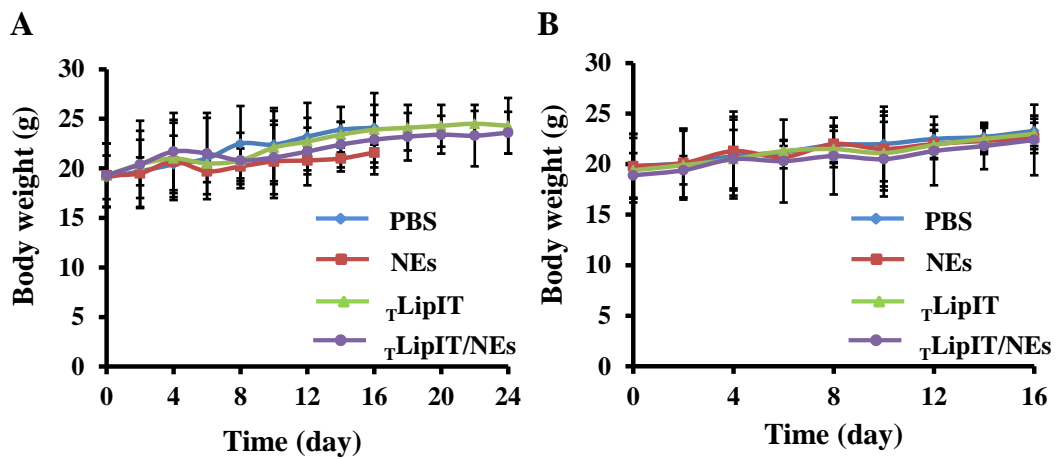 A
Body weight (g)
30
25
20
15
10
5
0
0 4 8 12 16 20 24
Time (day)
PBS
NEs
TLipIT
TLipIT/NEs
B
Body weight (g)
30
25
20
15
10
5
0
0 4 8 12 16
Time (day)
PBS
NEs
TLipIT
TLipIT/NEs